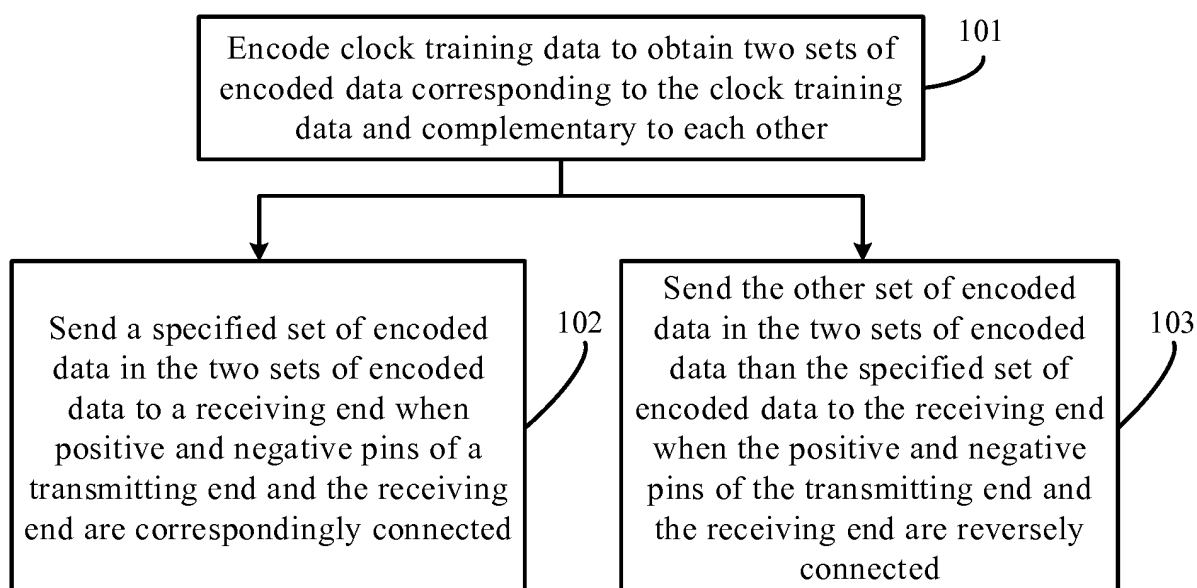 Encode clock training data to obtain two sets of
encoded data corresponding to the clock training
data and complementary to each other
101
Send a specified set of encoded
data in the two sets of encoded
data to a receiving end when
positive and negative pins of a
transmitting end and the receiving
end are correspondingly connected
102
Send the other set of encoded
data in the two sets of encoded
data than the specified set of
encoded data to the receiving end
when the positive and negative
pins of the transmitting end and
the receiving end are reversely
connected
103